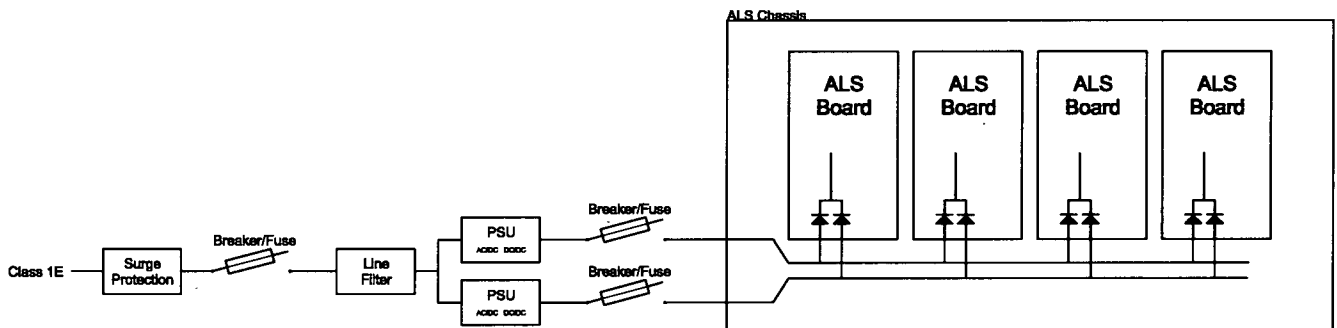 ALS Chassis
ALS
Board
ALS
Board
ALS
Board
ALS
Board
Class 1E
Surge
Protection
Breaker/Fuse
Line
Filter
PSU
AC/DC DC/DC
Breaker/Fuse
PSU
AC/DC DC/DC
Breaker/Fuse